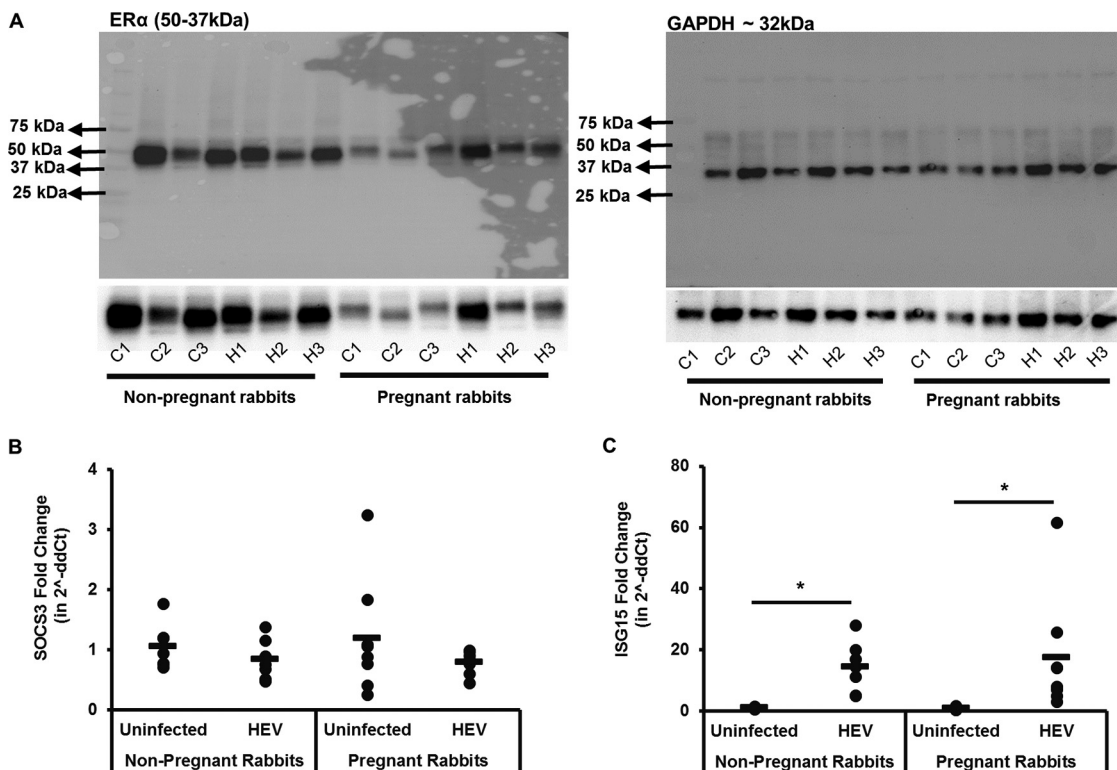 A
ERα (50-37kDa)
75 kDa
50 kDa
37 kDa
25 kDa
C1 C2 C3 H1 H2 H3 C1 C2 C3 H1 H2 H3
Non-pregnant rabbits Pregnant rabbits
GAPDH ~ 32kDa
75 kDa
50 kDa
37 kDa
25 kDa
C1 C2 C3 H1 H2 H3 C1 C2 C3 H1 H2 H3
Non-pregnant rabbits Pregnant rabbits
B
SOCS3 Fold Change
(in 2^-ddCt)
4
3
2
1
0
Uninfected HEV Uninfected HEV
Non-Pregnant Rabbits Pregnant Rabbits
C
ISG15 Fold Change
(in 2^-ddCt)
80
60
40
20
0
*
*
Uninfected HEV Uninfected HEV
Non-Pregnant Rabbits Pregnant Rabbits